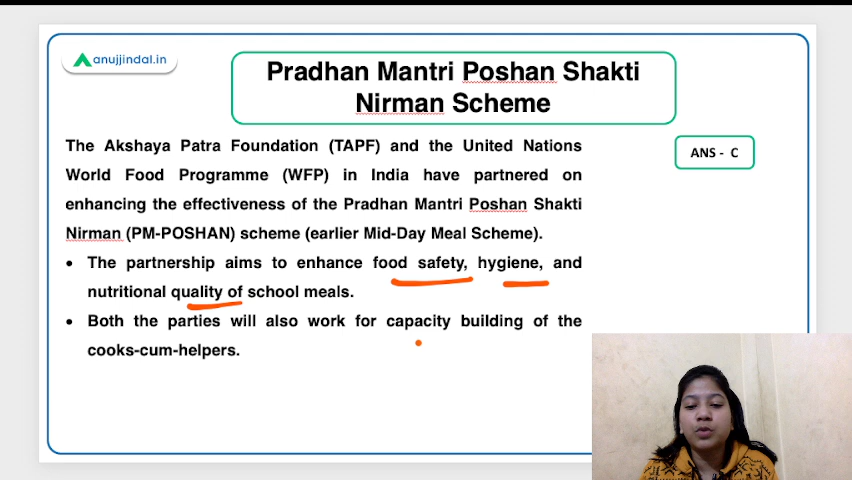 anujjindal.in
Pradhan Mantri Poshan Shakti
Nirman Scheme
The Akshaya Patra Foundation (TAPF) and the United Nations
World Food Programme (WFP) in India have partnered on
enhancing the effectiveness of the Pradhan Mantri Poshan Shakti
Nirman (PM-POSHAN) scheme (earlier Mid-Day Meal Scheme).
• The partnership aims to enhance food safety, hygiene, and
nutritional quality of school meals.
• Both the parties will also work for capacity building of the
cooks-cum-helpers.
ANS - C